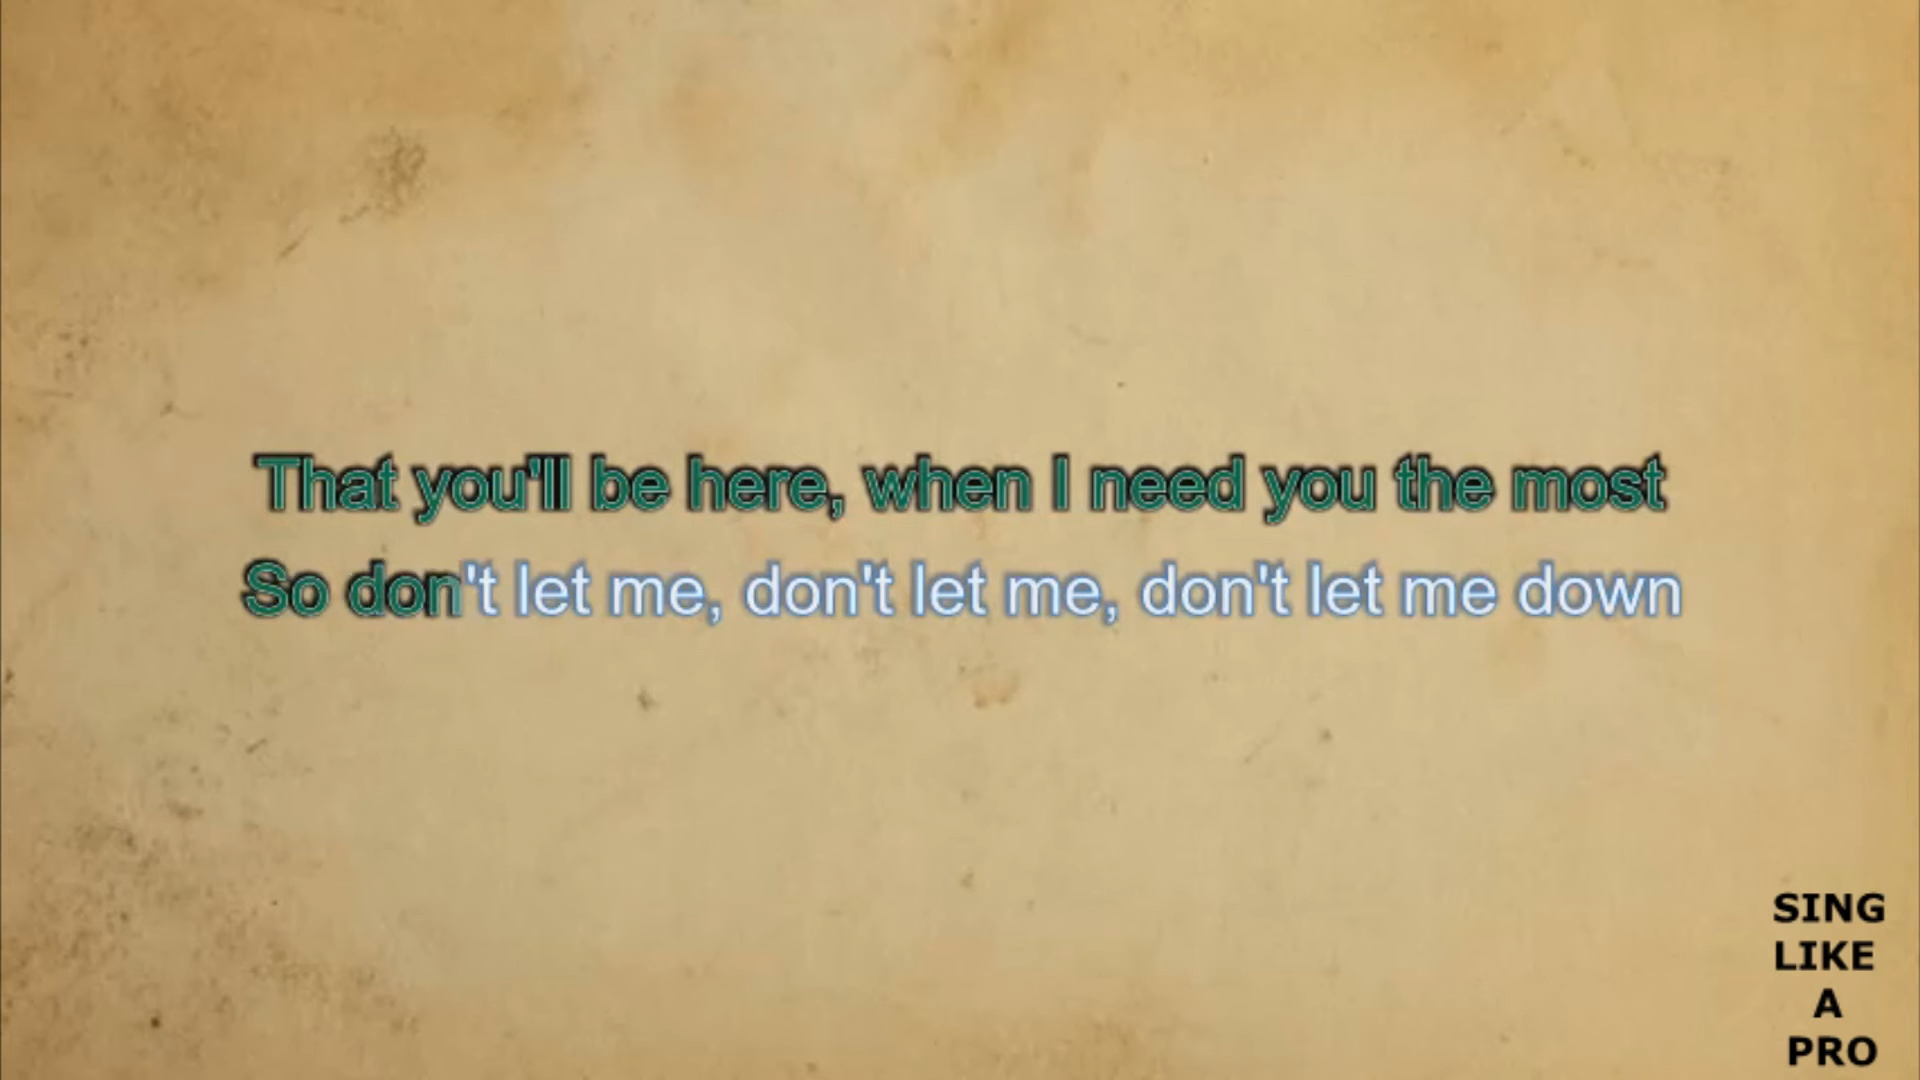 That you'll be here, when I need you the most
So don't let me, don't let me, don't let me down
SING
LIKE
A
PRO